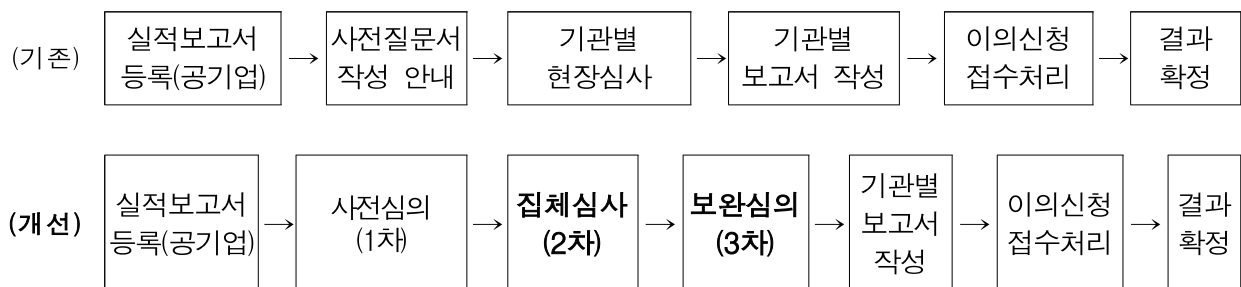 (기존)
실적보고서
등록(공기업)
→
사전질문서
작성 안내
→
기관별
현장심사
→
기관별
보고서 작성
→
이의신청
접수처리
→
결과
확정
(개선)
실적보고서
등록(공기업)
→
사전심의
(1차)
→
집체심사
(2차)
→
보완심의
(3차)
→
기관별
보고서
작성
→
이의신청
접수처리
→
결과
확정